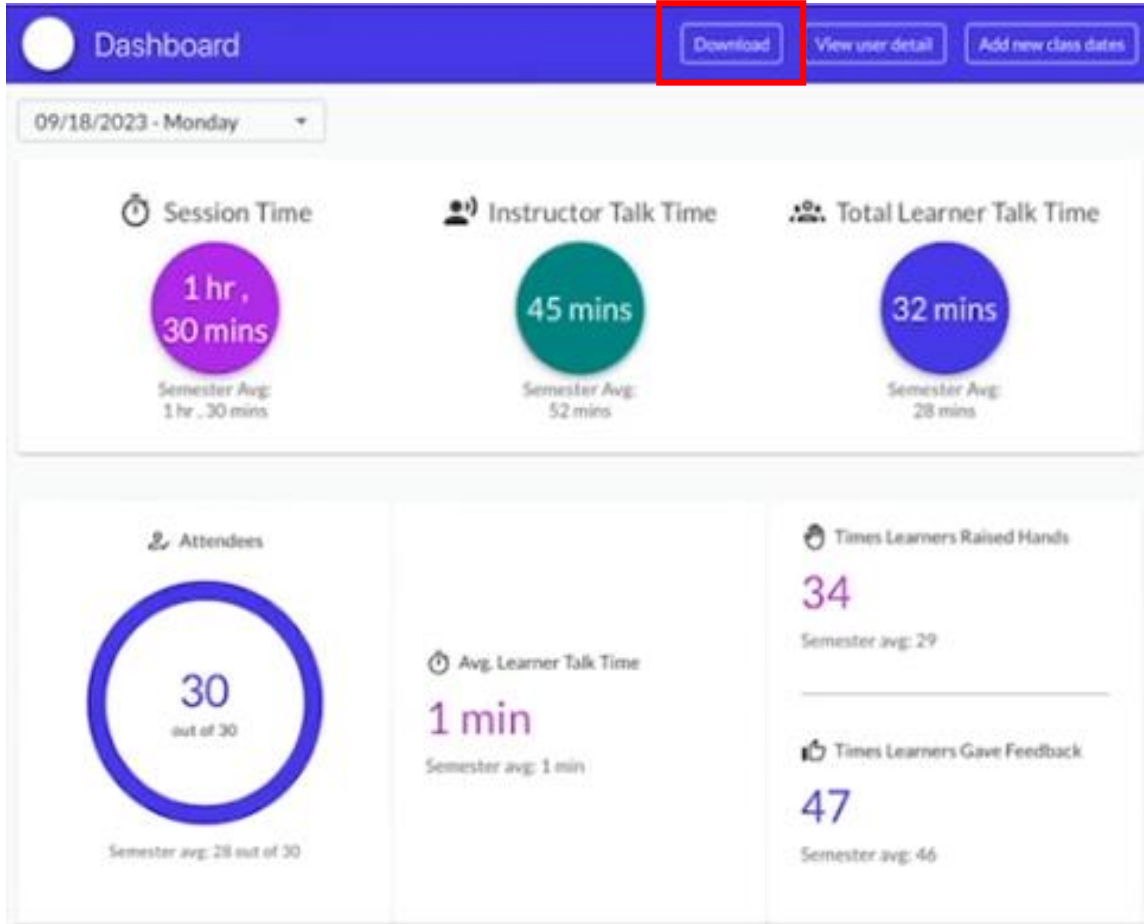 Dashboard
Download
View user detail
Add new class dates
09/18/2023 - Monday
Session Time
1 hr ,
30 mins
Semester Avg:
1 hr , 30 mins
Instructor Talk Time
45 mins
Semester Avg:
52 mins
Total Learner Talk Time
32 mins
Semester Avg:
28 mins
Attendees
30
out of 30
Semester avg: 28 out of 30
Avg. Learner Talk Time
1 min
Semester avg: 1 min
Times Learners Raised Hands
34
Semester avg: 29
Times Learners Gave Feedback
47
Semester avg: 46